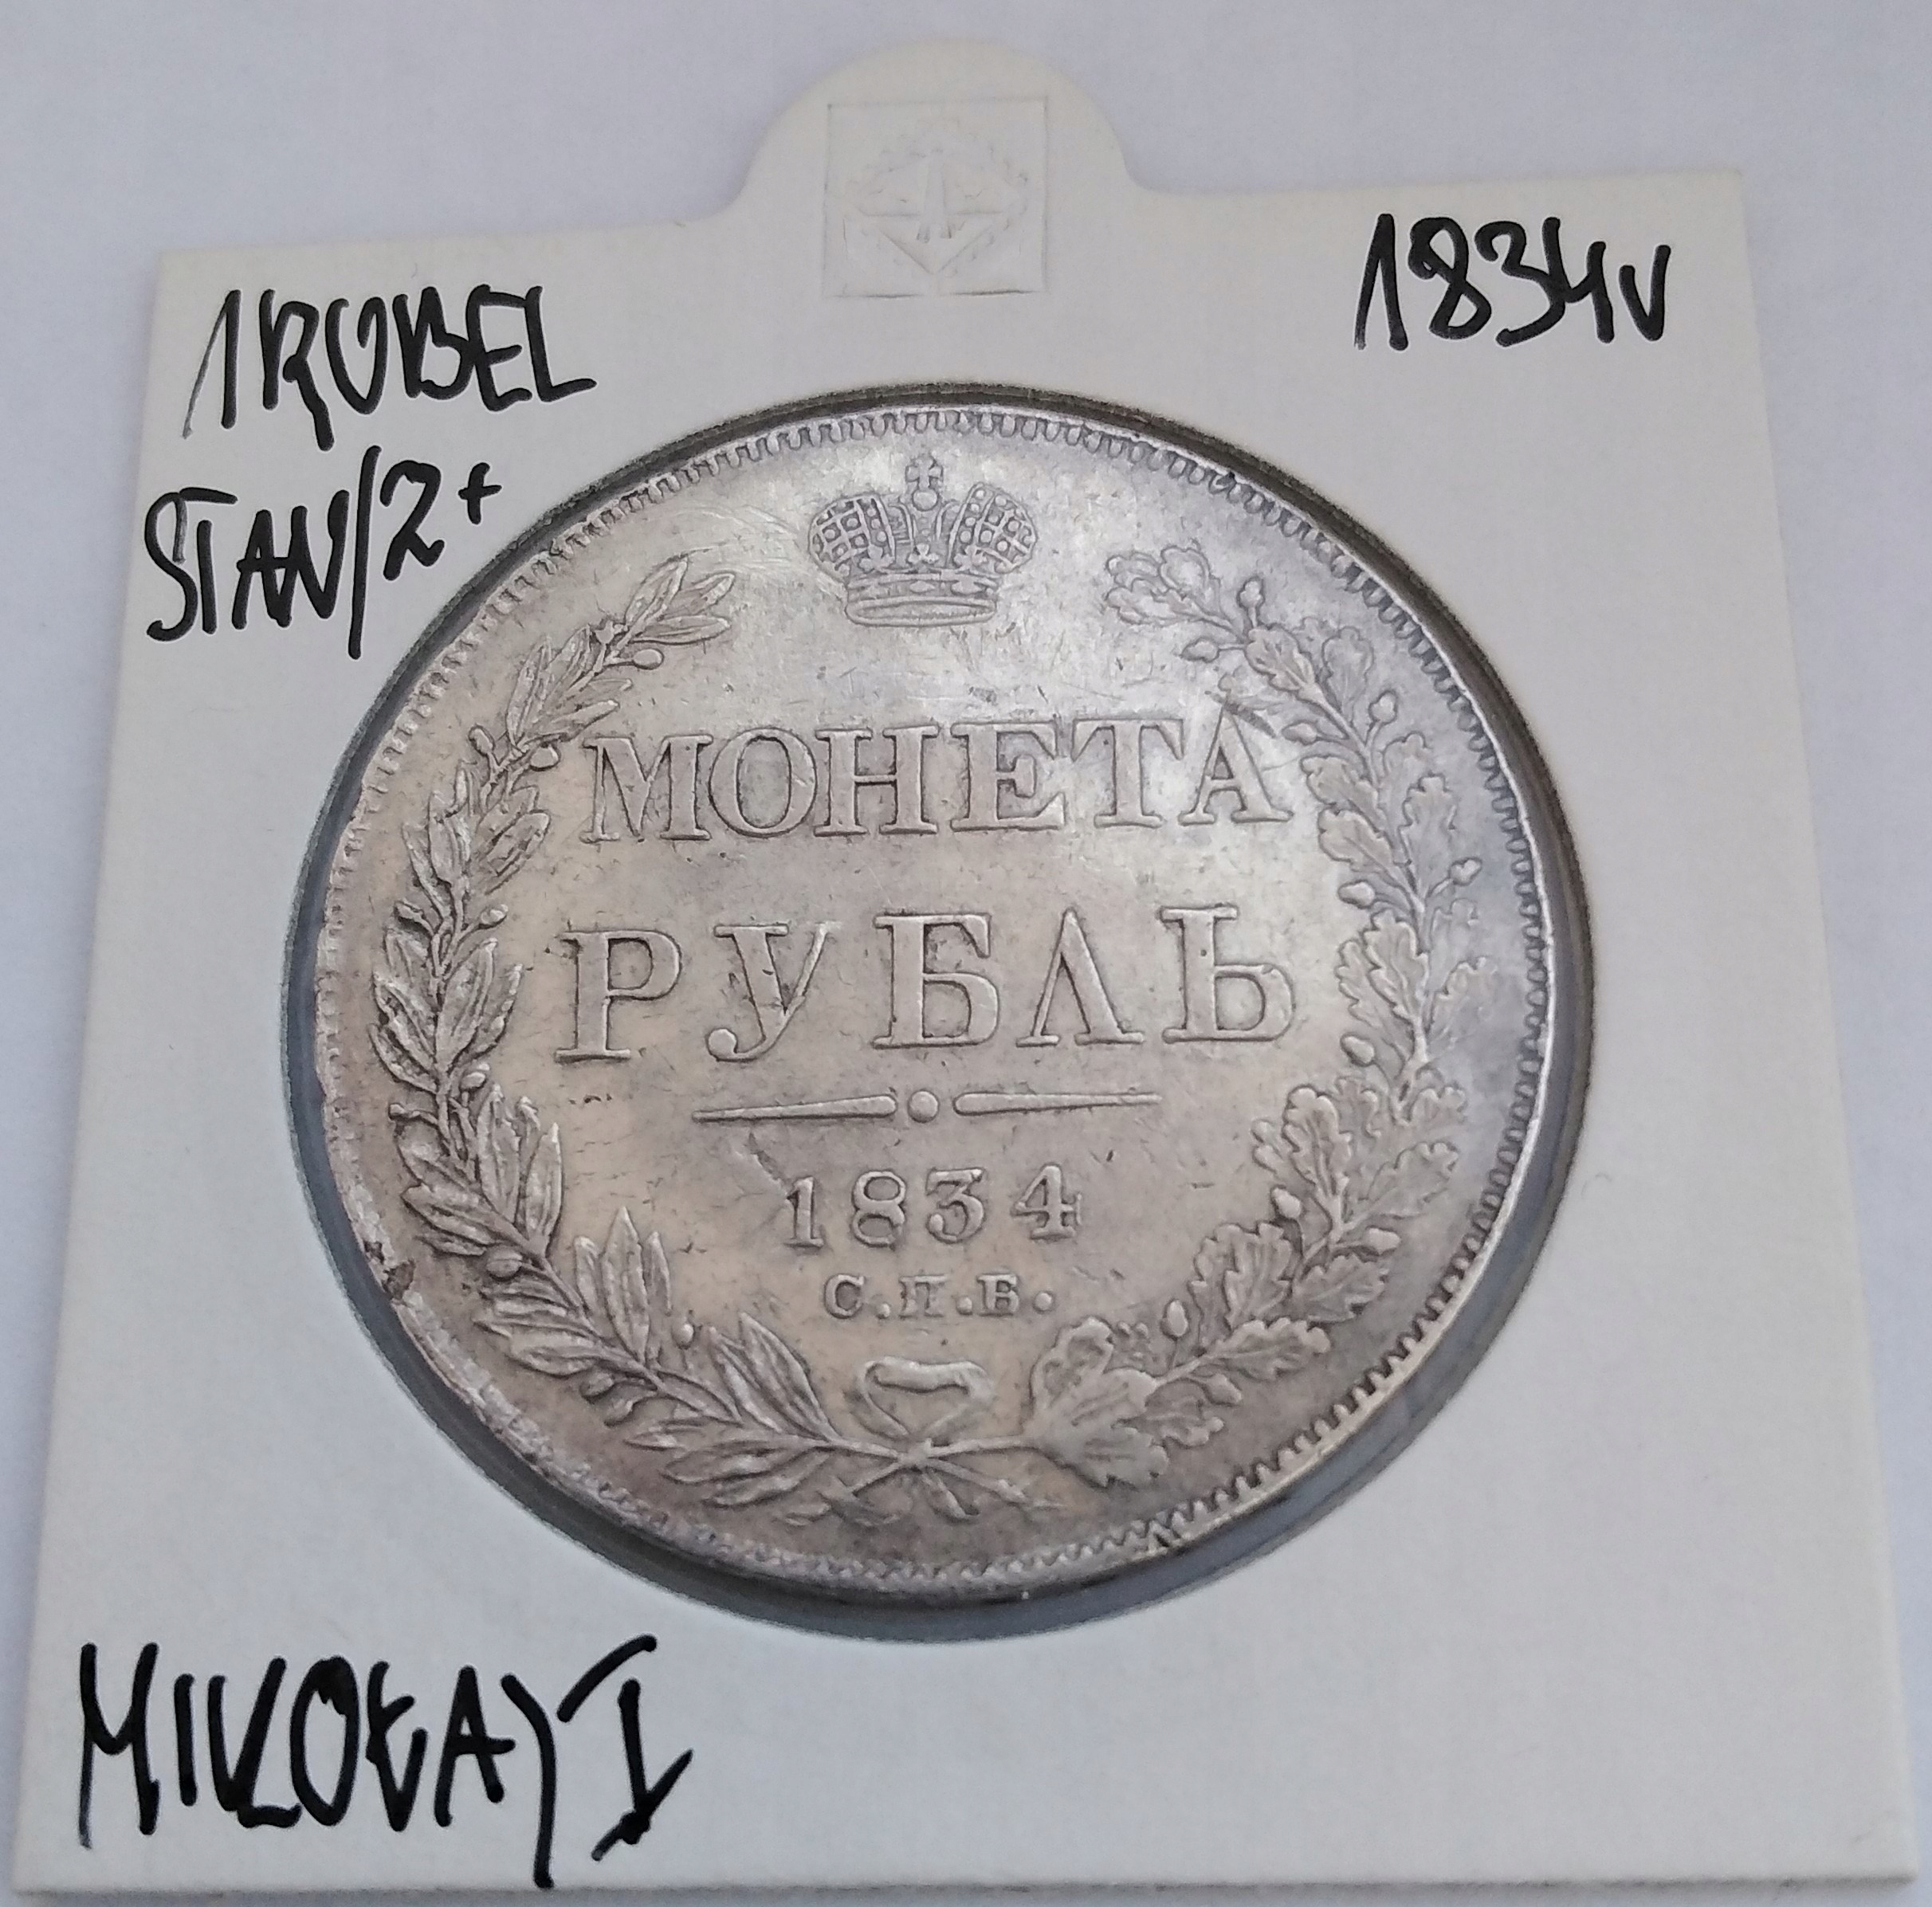 1 RUBEL
STAN/2+
1834r
МОНЕТА
РУБЛЬ
1834
С.П.Б.
MIKOŁAJ I